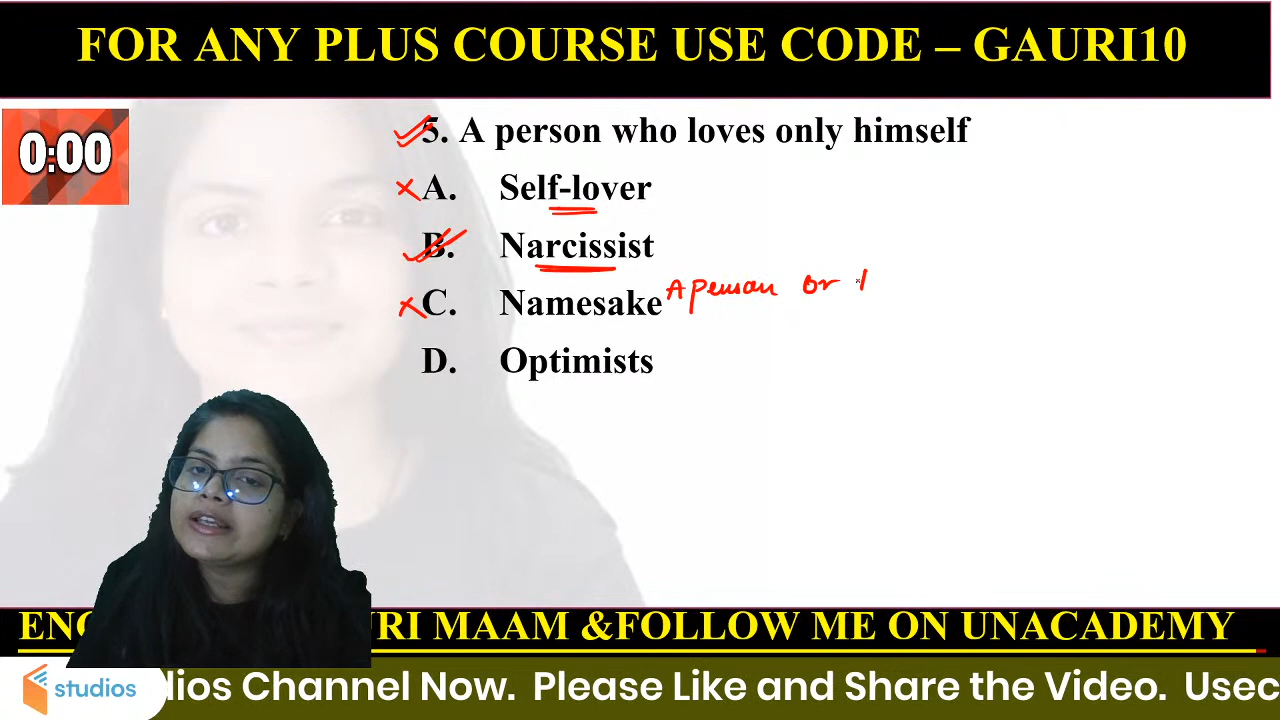 FOR ANY PLUS COURSE USE CODE – GAURI10
0:00
5. A person who loves only himself
A. Self-lover
B. Narcissist
C. Namesake A person or
D. Optimists
RI MAAM &FOLLOW ME ON UNACADEMY
studios
dios Channel Now. Please Like and Share the Video. Usec